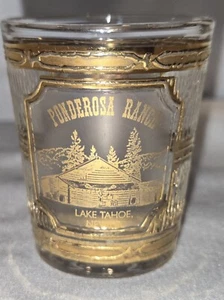 PONDEROSA RANCH
LAKE TAHOE,